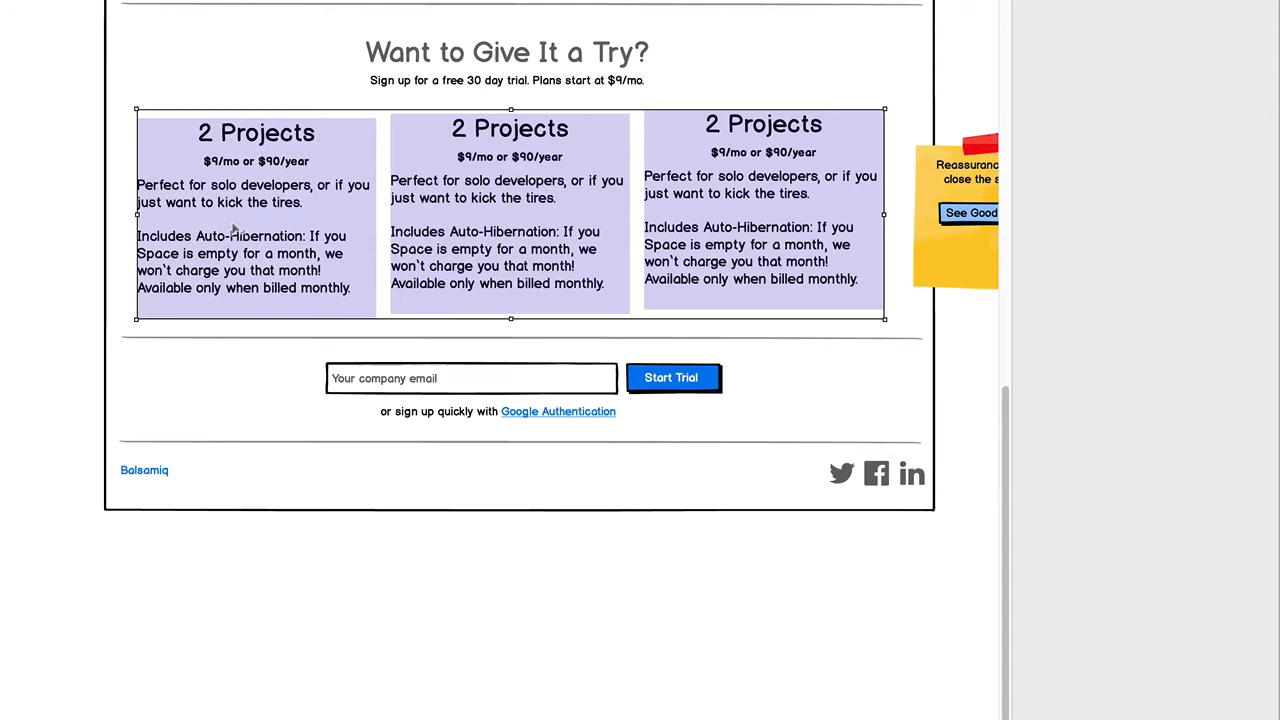 Want to Give It a Try?
Sign up for a free 30 day trial. Plans start at $9/mo.
2 Projects
$9/mo or $90/year
Perfect for solo developers, or if you
just want to kick the tires.
Includes Auto-Hibernation: If you
Space is empty for a month, we
won`t charge you that month!
Available only when billed monthly.
2 Projects
$9/mo or $90/year
Perfect for solo developers, or if you
just want to kick the tires.
Includes Auto-Hibernation: If you
Space is empty for a month, we
won`t charge you that month!
Available only when billed monthly.
2 Projects
$9/mo or $90/year
Perfect for solo developers, or if you
just want to kick the tires.
Includes Auto-Hibernation: If you
Space is empty for a month, we
won`t charge you that month!
Available only when billed monthly.
close the
See Good
Your company email
Start Trial
or sign up quickly with Google Authentication
Balsamiq